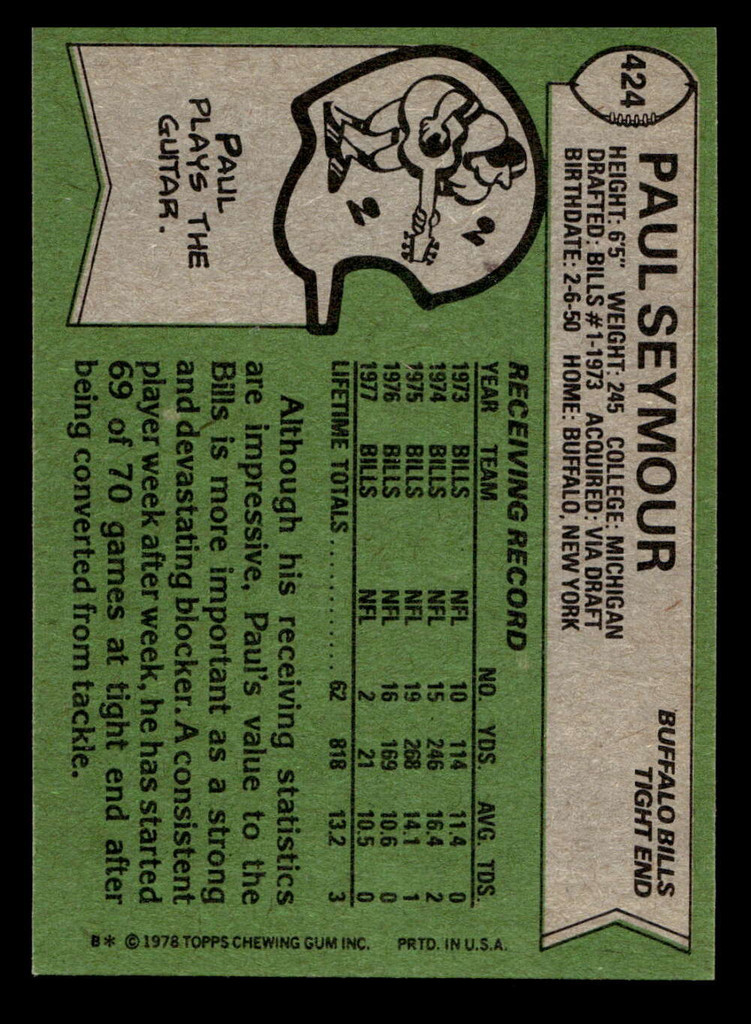 424
PAUL SEYMOUR
BUFFALO BILLS
TIGHT END
HEIGHT: 6'5" WEIGHT: 245 COLLEGE: MICHIGAN
DRAFTED: BILLS #1-1973 ACQUIRED: VIA DRAFT
BIRTHDATE: 2-6-50 HOME: BUFFALO, NEW YORK
PAUL
PLAYS THE
GUITAR.
RECEIVING RECORD
YEAR TEAM NO. YDS. AVG. TDS.
1973 BILLS NFL 10 114 11.4 0
1974 BILLS NFL 15 246 16.4 2
1975 BILLS 19 268 14.1 1
1976 BILLS NFL 16 169 10.6 0
1977 BILLS NFL 2 21 10.5 0
LIFETIME TOTALS ............ 62 818 13.2 3
Although his receiving statistics
are impressive, Paul's value to the
Bills is more important as a strong
and devastating blocker. A consistent
player week after week, he has started
69 of 70 games at tight end after
being converted from tackle.
B* © 1978 TOPPS CHEWING GUM INC. PRTD. IN U.S.A.